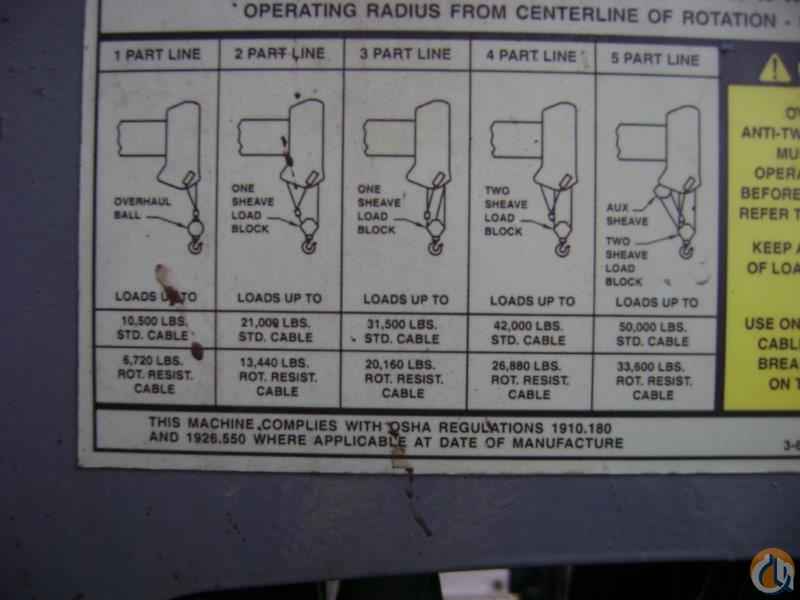 OPERATING RADIUS FROM CENTERLINE OF ROTATION -
1 PART LINE
2 PART LINE
3 PART LINE
4 PART LINE
5 PART LINE
OVERHAUL
BALL
ONE
SHEAVE
LOAD
BLOCK
ONE
SHEAVE
LOAD
BLOCK
TWO
SHEAVE
LOAD
BLOCK
AUX
SHEAVE
TWO
SHEAVE
LOAD
BLOCK
LOADS UP TO
LOADS UP TO
LOADS UP TO
LOADS UP TO
LOADS UP TO
10,500 LBS.
STD. CABLE
21,000 LBS.
STD. CABLE
31,500 LBS.
STD. CABLE
42,000 LBS.
STD. CABLE
50,000 LBS.
STD. CABLE
6,720 LBS.
ROT. RESIST.
CABLE
13,440 LBS.
ROT. RESIST.
CABLE
20,160 LBS.
ROT. RESIST.
CABLE
26,880 LBS.
ROT. RESIST.
CABLE
33,600 LBS.
ROT. RESIST.
CABLE
THIS MACHINE COMPLIES WITH OSHA REGULATIONS 1910.180
AND 1926.550 WHERE APPLICABLE AT DATE OF MANUFACTURE
ANTI-TW
MU
OPERA
BEFORE
REFER T
KEEP A
OF LOA
USE ON
CABL
BREA
ON T